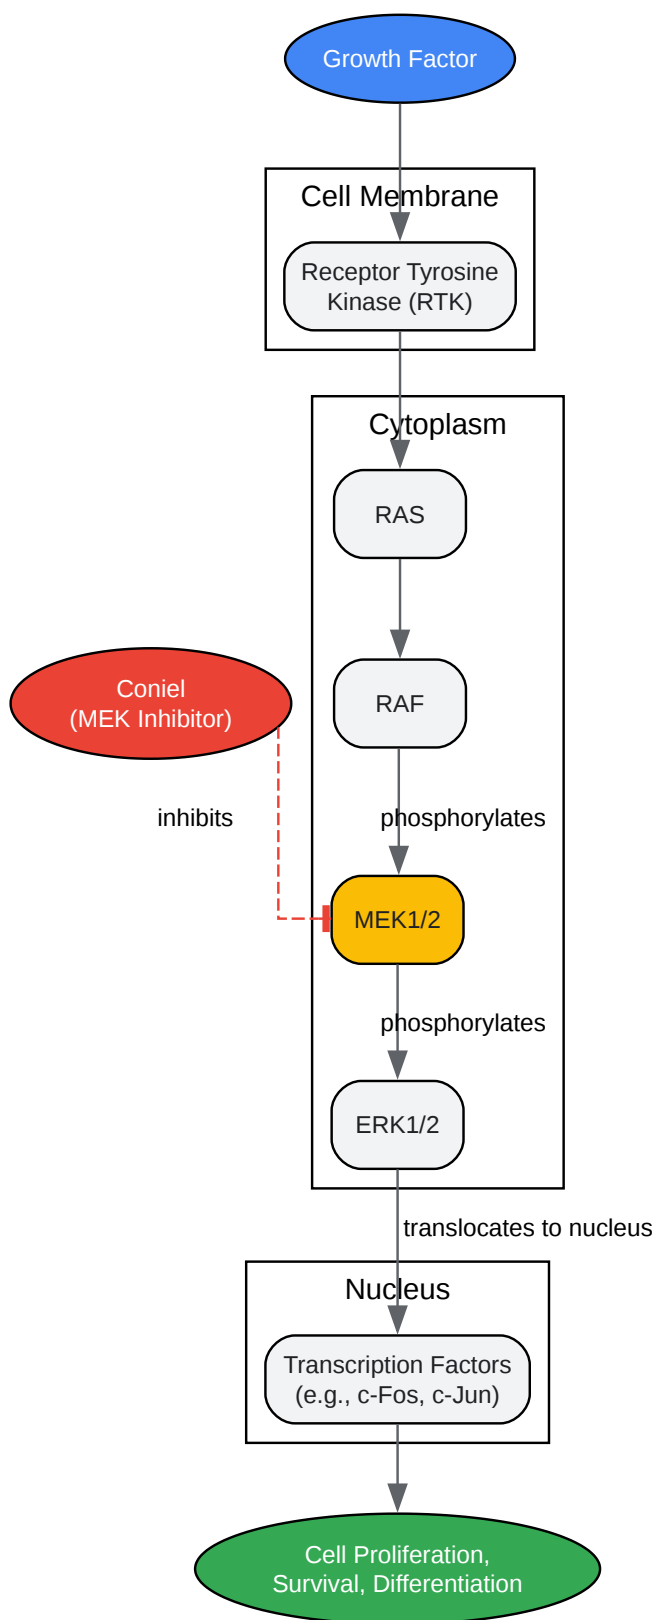 Growth Factor
Cell Membrane
Receptor Tyrosine
Kinase (RTK)
Cytoplasm
RAS
Coniel
(MEK Inhibitor)
RAF
inhibits
phosphorylates
MEK1/2
phosphorylates
ERK1/2
translocates to nucleus
Nucleus
Transcription Factors
(e.g., c-Fos, c-Jun)
Cell Proliferation,
Survival, Differentiation